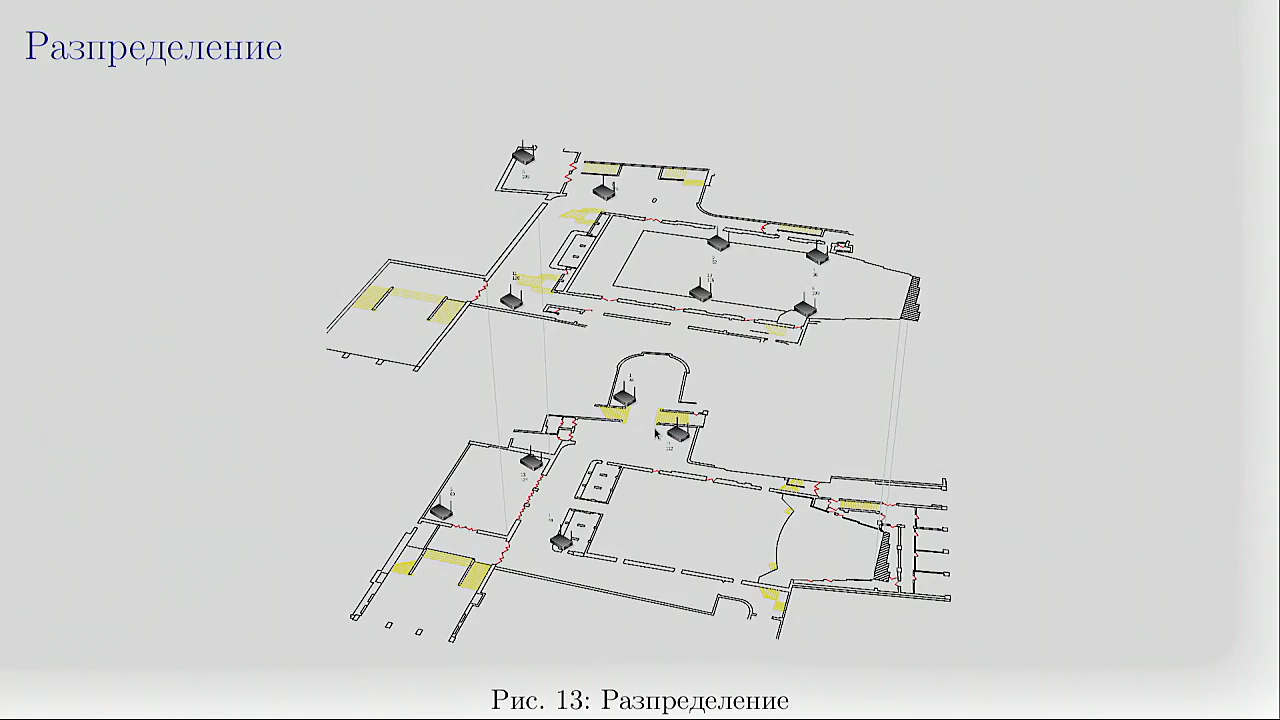 Разпределение
Рис. 13: Разпределение